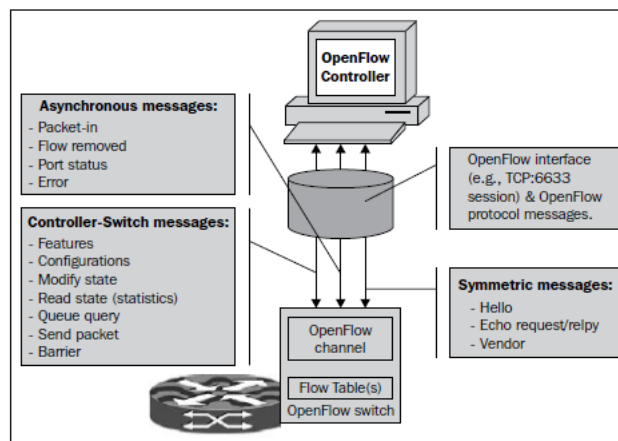 OpenFlow
Controller
Asynchronous messages:
- Packet-in
- Flow removed
- Port status
- Error
OpenFlow interface
(e.g., TCP:6633
session) & OpenFlow
protocol messages.
Controller-Switch messages:
- Features
- Configurations
- Modify state
- Read state (statistics)
- Queue query
- Send packet
- Barrier
Symmetric messages:
- Hello
- Echo request/relpy
- Vendor
OpenFlow
channel
Flow Table(s)
OpenFlow switch